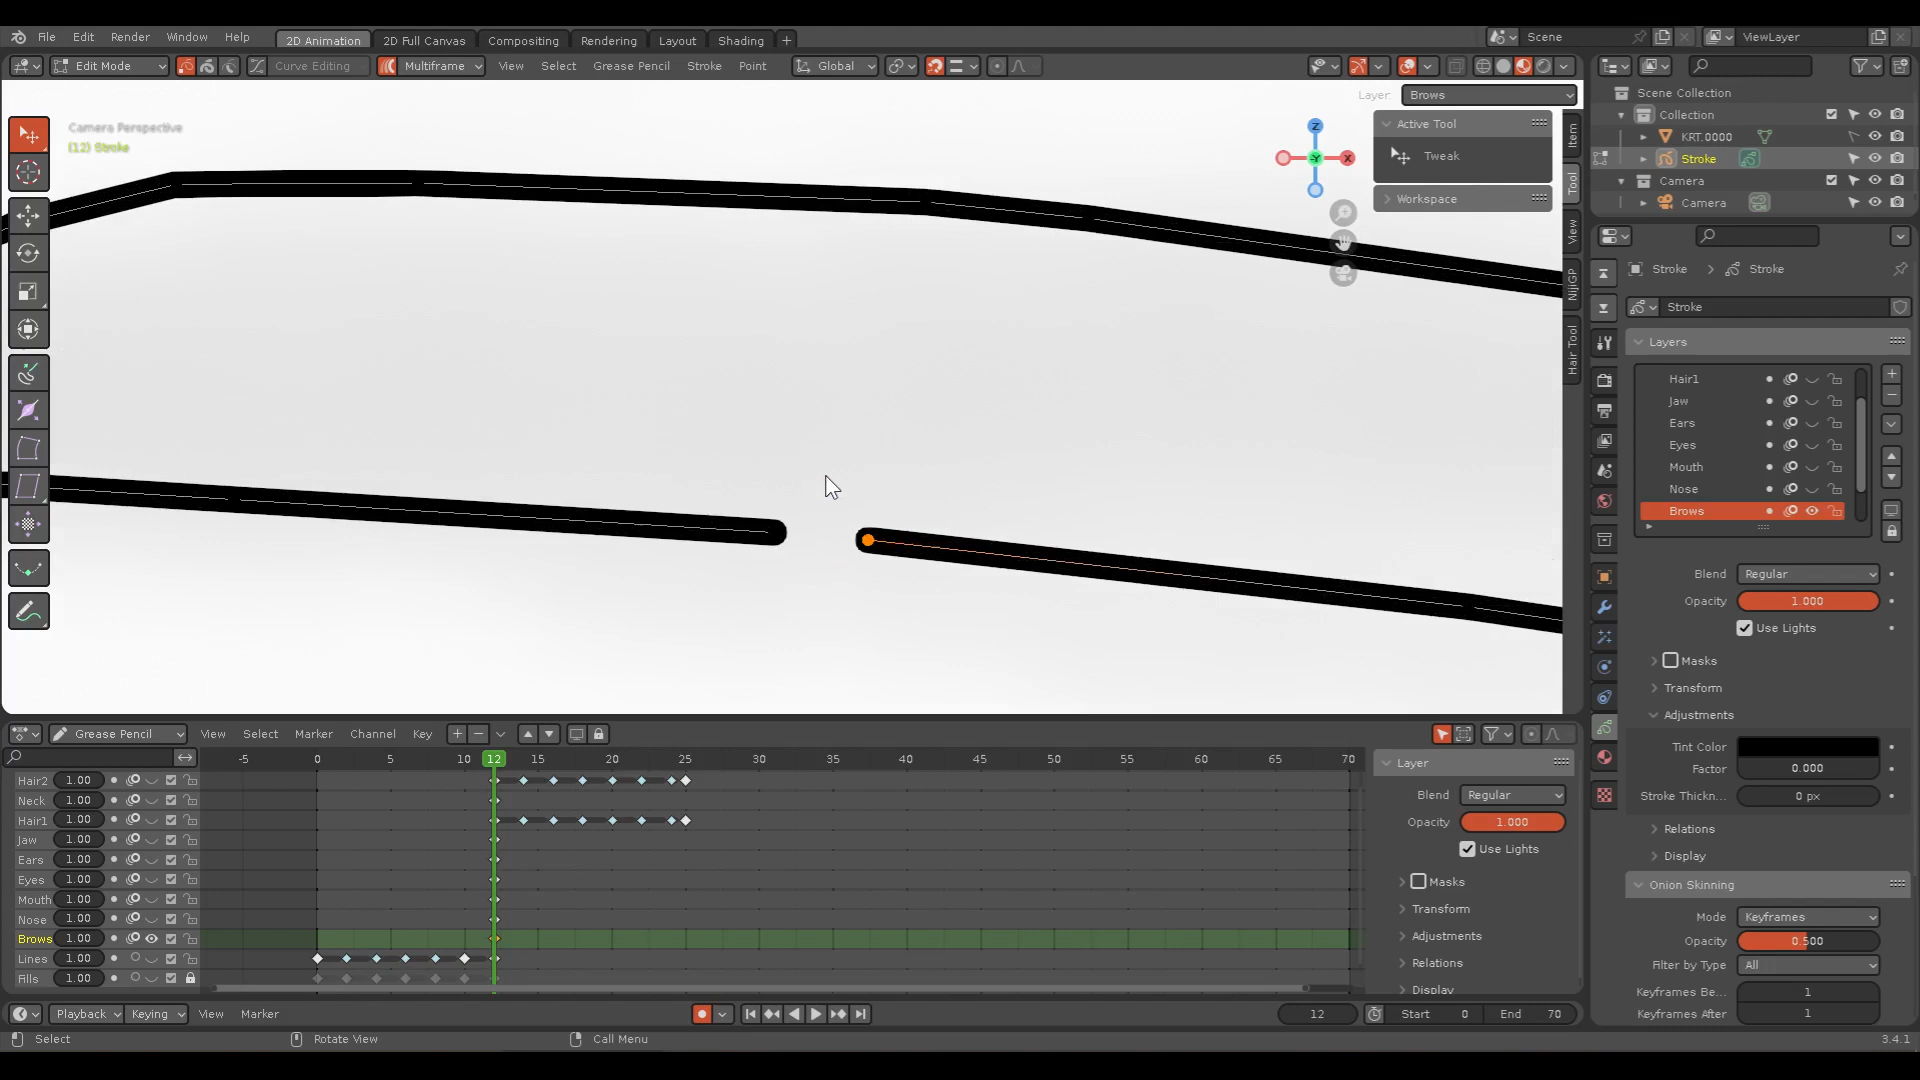 File Edit Render Window Help 2D Animation 2D Full Canvas Compositing Rendering Layout Shading + Scene ViewLayer
Edit Mode Curve Editing Multiframe View Select Grease Pencil Stroke Point Global
Layer: Brows
Camera Perspective
(12) Stroke
Z
-Y
X
Active Tool
Tweak
Workspace
Item
Tool
View
NijiGP
Hair Tool
Scene Collection
Collection
KRT.0000
Stroke
Camera
Camera
Stroke > Stroke
Stroke
Layers
Hair1
Jaw
Ears
Eyes
Mouth
Nose
Brows
Blend Regular
Opacity 1.000
Use Lights
Masks
Transform
Adjustments
Tint Color
Factor 0.000
Stroke Thickn... 0 px
Relations
Display
Onion Skinning
Mode Keyframes
Opacity 0.500
Filter by Type All
Keyframes Be... 1
Keyframes After 1
Grease Pencil View Select Marker Channel Key
-5 0 5 10 12 15 20 25 30 35 40 45 50 55 60 65 70
Hair2 1.00
Neck 1.00
Hair1 1.00
Jaw 1.00
Ears 1.00
Eyes 1.00
Mouth 1.00
Nose 1.00
Brows 1.00
Lines 1.00
Fills 1.00
Layer
Blend Regular
Opacity 1.000
Use Lights
Masks
Transform
Adjustments
Relations
Display
Playback Keying View Marker 12 Start 0 End 70
Select Rotate View Call Menu 3.4.1